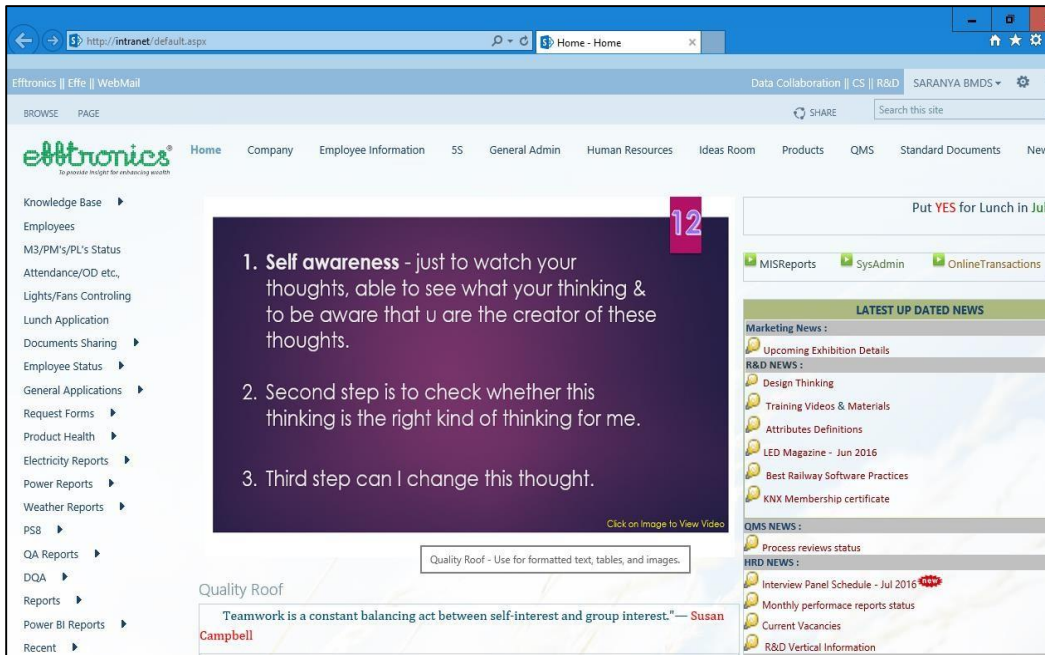 http://intranet/default.aspx
Home - Home
Efftronics || Effe || WebMail
Data Collaboration || CS || R&D
SARANYA BMDS
BROWSE PAGE
SHARE
Search this site
efftronics®
To provide insight for enhancing wealth
Home Company Employee Information 5S General Admin Human Resources Ideas Room Products QMS Standard Documents New
Knowledge Base
Employees
M3/PM's/PL's Status
Attendance/OD etc.,
Lights/Fans Controling
Lunch Application
Documents Sharing
Employee Status
General Applications
Request Forms
Product Health
Electricity Reports
Power Reports
Weather Reports
PS8
QA Reports
DQA
Reports
Power BI Reports
Recent
12
1. Self awareness - just to watch your
thoughts, able to see what your thinking &
to be aware that u are the creator of these
thoughts.
2. Second step is to check whether this
thinking is the right kind of thinking for me.
3. Third step can I change this thought.
Click on Image to View Video
Quality Roof - Use for formatted text, tables, and images.
Quality Roof
Teamwork is a constant balancing act between self-interest and group interest."— Susan
Campbell
Put YES for Lunch in Jul
MISReports SysAdmin OnlineTransactions
LATEST UP DATED NEWS
Marketing News :
Upcoming Exhibition Details
R&D NEWS :
Design Thinking
Training Videos & Materials
Attributes Definitions
LED Magazine - Jun 2016
Best Railway Software Practices
KNX Membership certificate
QMS NEWS :
Process reviews status
HRD NEWS :
Interview Panel Schedule - Jul 2016 new
Monthly performace reports status
Current Vacancies
R&D Vertical Information